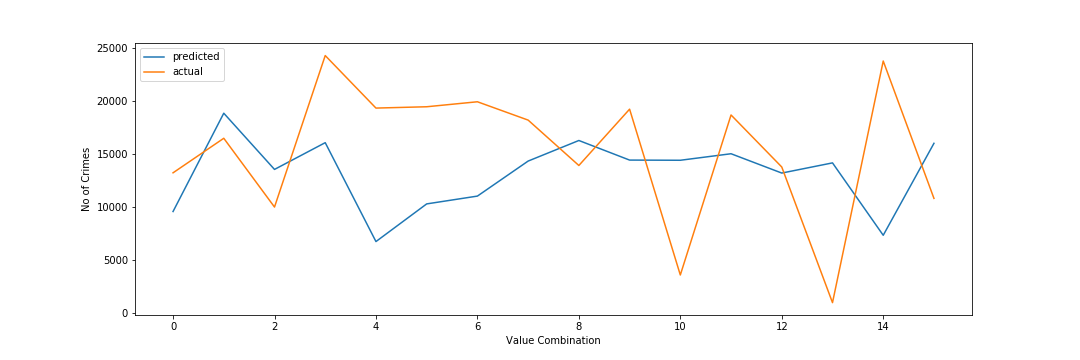 predicted
actual
25000
20000
15000
10000
5000
0
No of Crimes
0 2 4 6 8 10 12 14
Value Combination